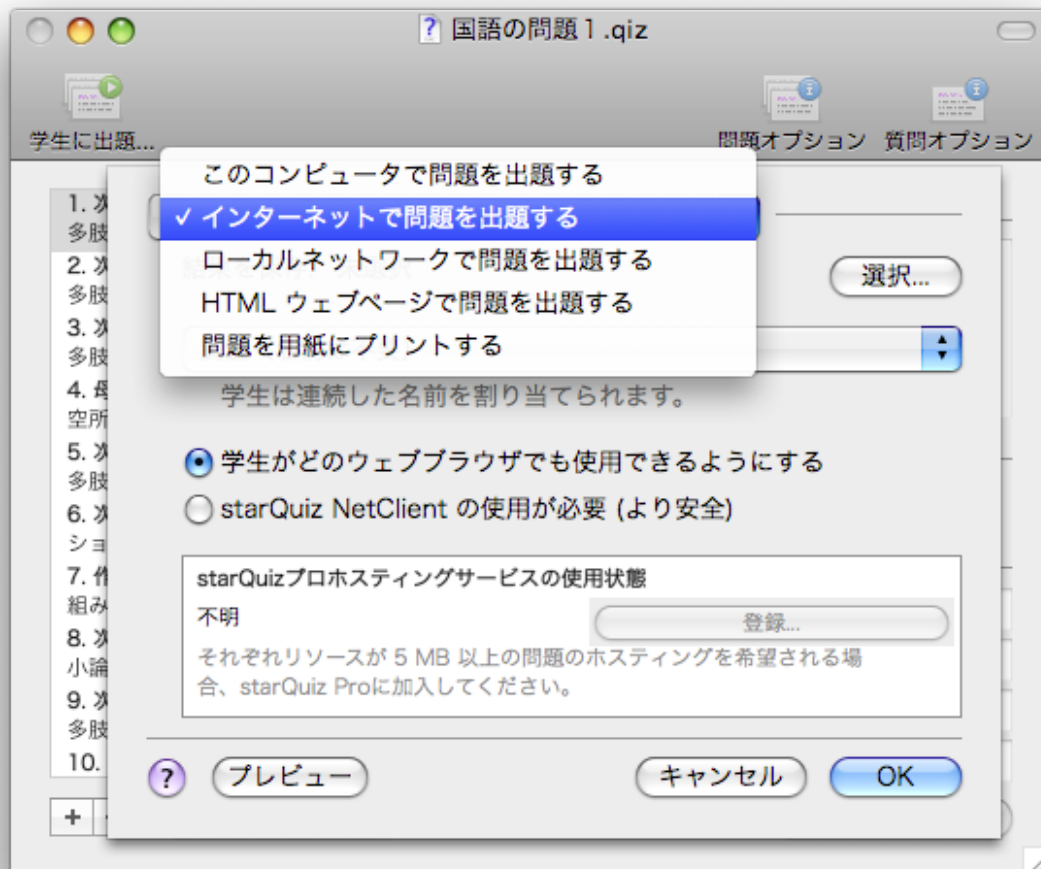 国語の問題1.qiz
学生に出題...
問題オプション 質問オプション
このコンピュータで問題を出題する
✓ インターネットで問題を出題する
ローカルネットワークで問題を出題する
HTML ウェブページで問題を出題する
問題を用紙にプリントする
選択...
学生は連続した名前を割り当てられます。
学生がどのウェブブラウザでも使用できるようにする
starQuiz NetClient の使用が必要 (より安全)
starQuizプロホスティングサービスの使用状態
不明
登録...
それぞれリソースが 5 MB 以上の問題のホスティングを希望される場
合、starQuiz Proに加入してください。
? プレビュー キャンセル OK
1. 次
多肢
2. 次
多肢
3. 次
多肢
4. 母
空所
5. 次
多肢
6. 次
ショ
7. 作
組み
8. 次
小論
9. 次
多肢
10.
+